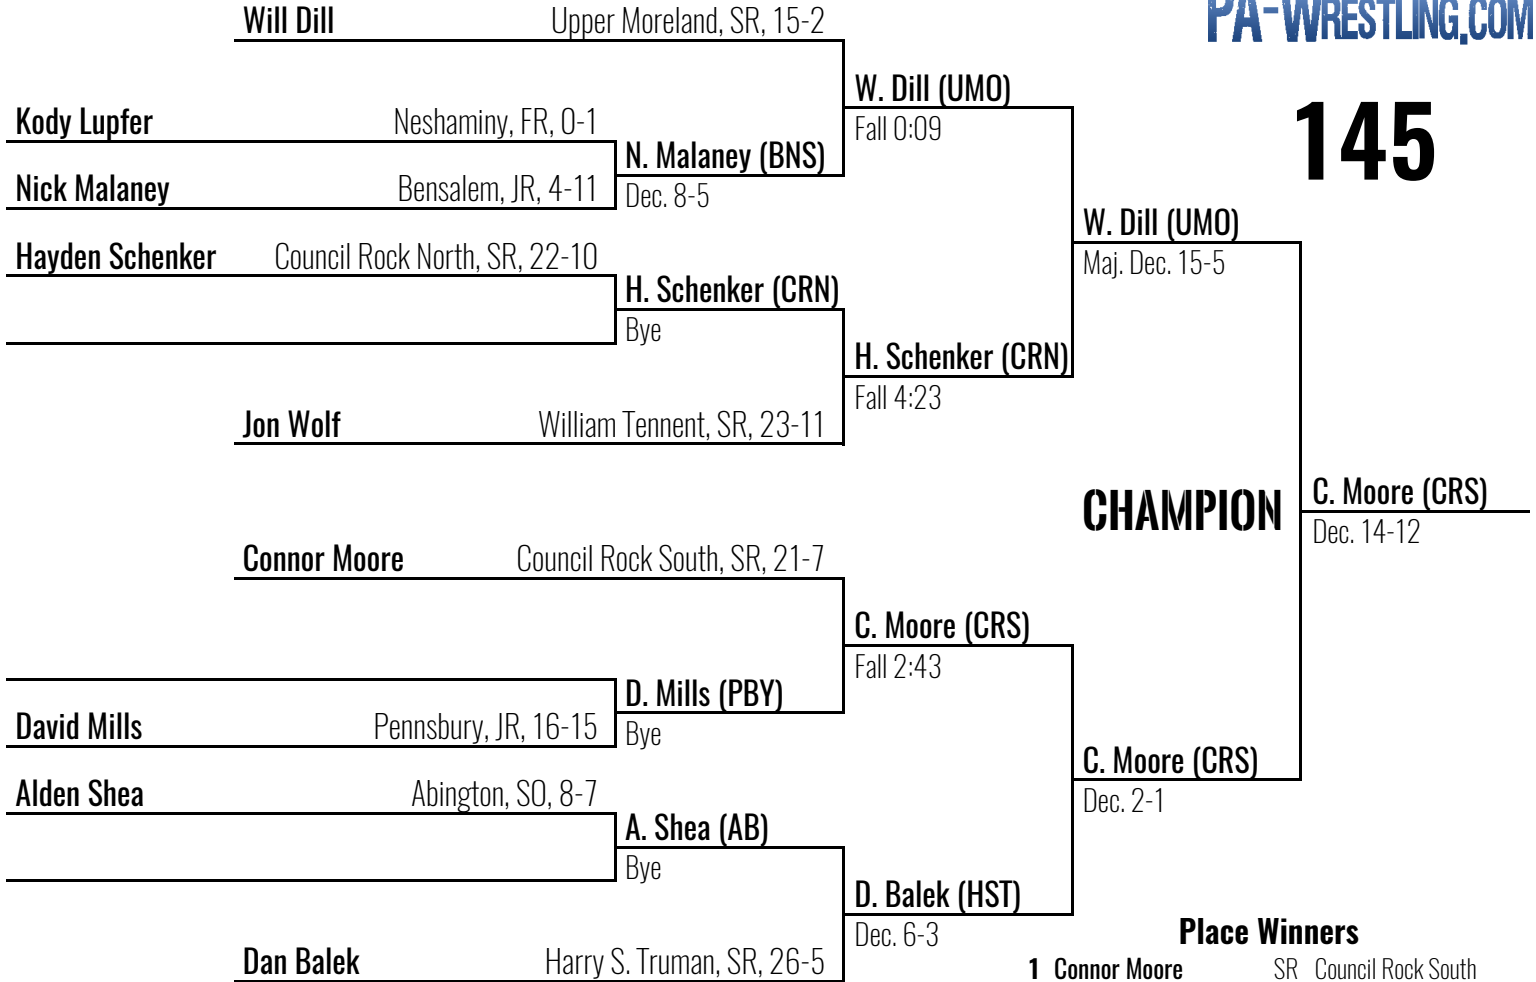 PA-WRESTLING.COM
145
Will Dill Upper Moreland, SR, 15-2
W. Dill (UMO)
Fall 0:09
Kody Lupfer Neshaminy, FR, 0-1
N. Malaney (BNS)
Dec. 8-5
Nick Malaney Bensalem, JR, 4-11
W. Dill (UMO)
Maj. Dec. 15-5
Hayden Schenker Council Rock North, SR, 22-10
H. Schenker (CRN)
Bye
H. Schenker (CRN)
Fall 4:23
Jon Wolf William Tennent, SR, 23-11
CHAMPION
C. Moore (CRS)
Dec. 14-12
Connor Moore Council Rock South, SR, 21-7
C. Moore (CRS)
Fall 2:43
D. Mills (PBY)
Bye
David Mills Pennsbury, JR, 16-15
C. Moore (CRS)
Dec. 2-1
Alden Shea Abington, SO, 8-7
A. Shea (AB)
Bye
D. Balek (HST)
Dec. 6-3
Dan Balek Harry S. Truman, SR, 26-5
Place Winners
1 Connor Moore SR Council Rock South